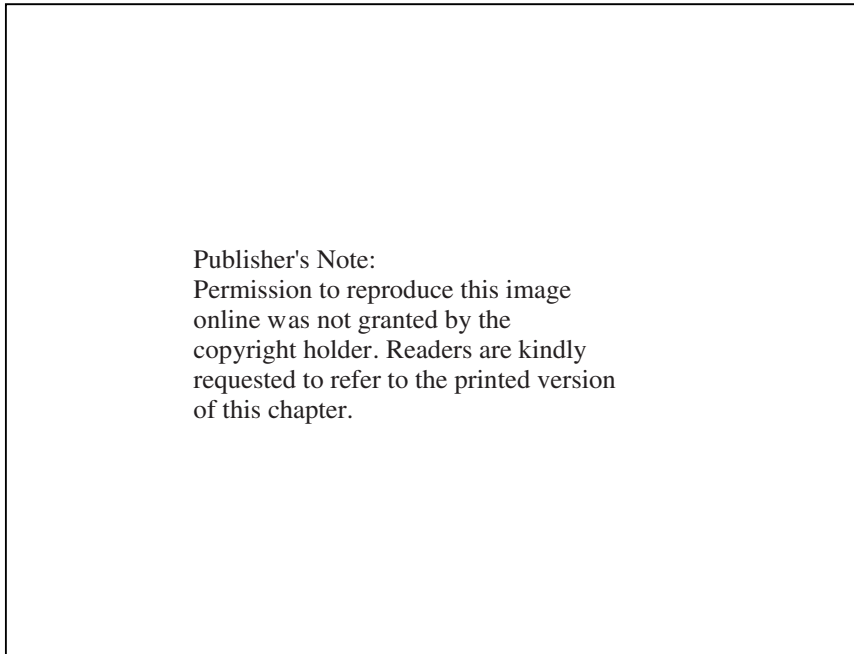 Publisher's Note:
Permission to reproduce this image
online was not granted by the
copyright holder. Readers are kindly
requested to refer to the printed version
of this chapter.